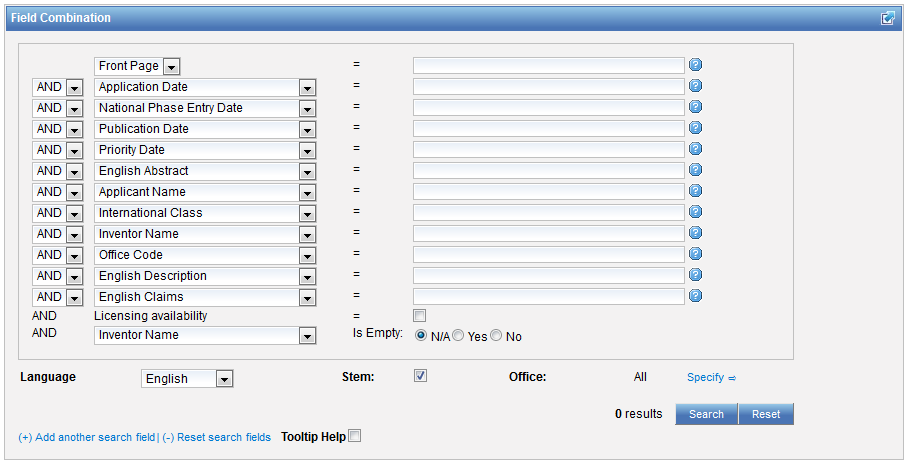 Field Combination
Front Page =
AND Application Date =
AND National Phase Entry Date =
AND Publication Date =
AND Priority Date =
AND English Abstract =
AND Applicant Name =
AND International Class =
AND Inventor Name =
AND Office Code =
AND English Description =
AND English Claims =
AND Licensing availability =
AND Inventor Name Is Empty: N/A Yes No
Language English Stem: Office: All Specify ⇨
0 results Search Reset
(+) Add another search field | (-) Reset search fields Tooltip Help